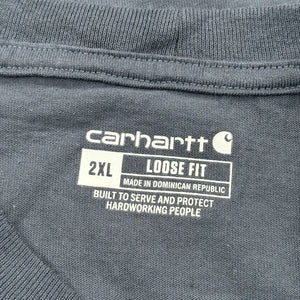 carhartt
2XL LOOSE FIT
MADE IN DOMINICAN REPUBLIC
BUILT TO SERVE AND PROTECT
HARDWORKING PEOPLE